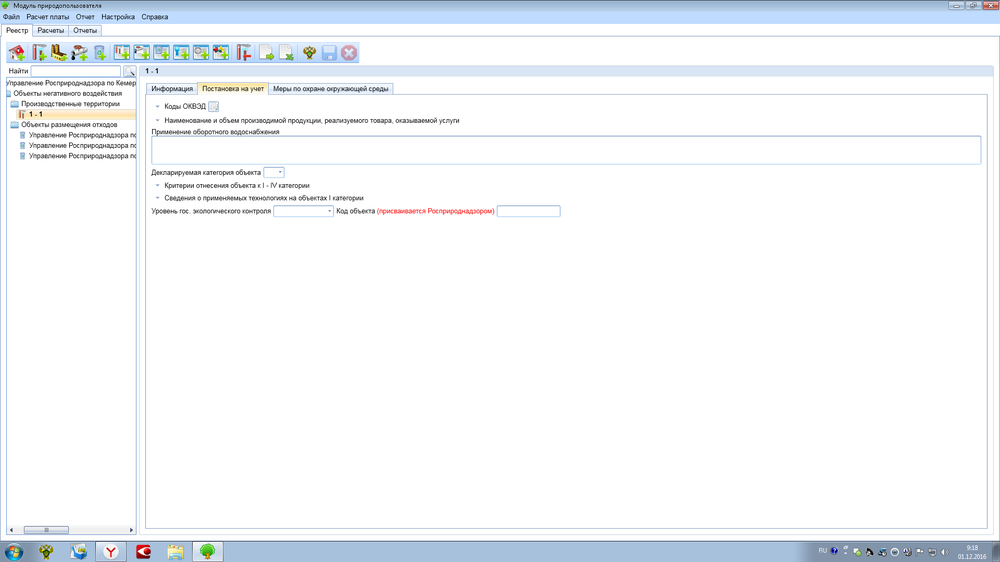 Модуль природопользователя
Файл Расчет платы Отчет Настройка Справка
Реестр Расчеты Отчеты
Найти
1 - 1
Управление Росприроднадзора по Кемер
Объекты негативного воздействия
Производственные территории
1 - 1
Объекты размещения отходов
Управление Росприроднадзора по
Управление Росприроднадзора по
Управление Росприроднадзора по
Информация Постановка на учет Меры по охране окружающей среды
Коды ОКВЭД
Наименование и объем производимой продукции, реализуемого товара, оказываемой услуги
Применение оборотного водоснабжения
Декларируемая категория объекта
Критерии отнесения объекта к I - IV категории
Сведения о применяемых технологиях на объектах I категории
Уровень гос. экологического контроля Код объекта (присваивается Росприроднадзором)
RU
9:18
01.12.2016